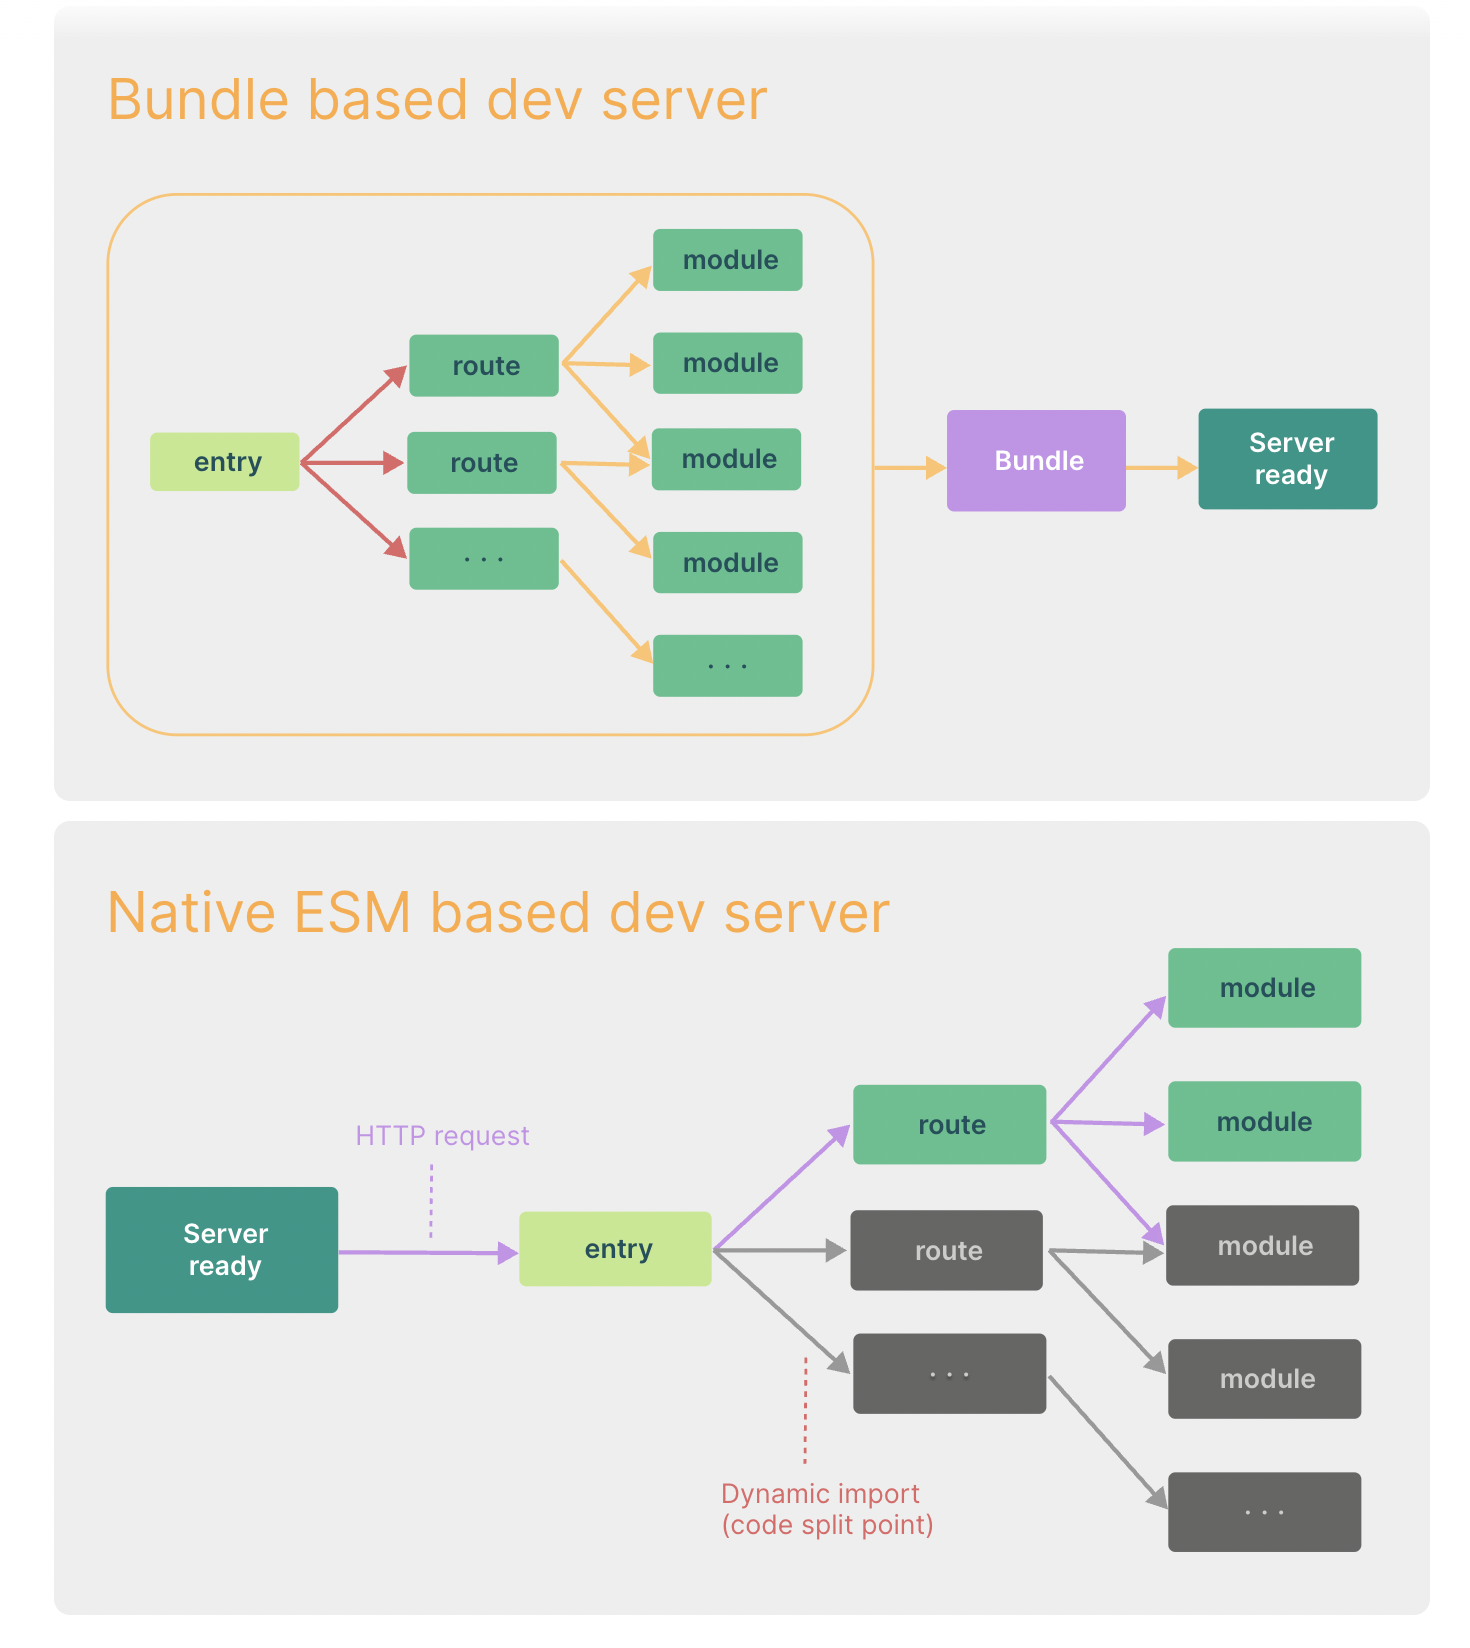 Bundle based dev server
module
route
module
entry
route
module
Bundle
Server
ready
· · ·
module
· · ·
Native ESM based dev server
module
HTTP request
route
module
Server
ready
entry
route
module
· · ·
module
Dynamic import
(code split point)
· · ·